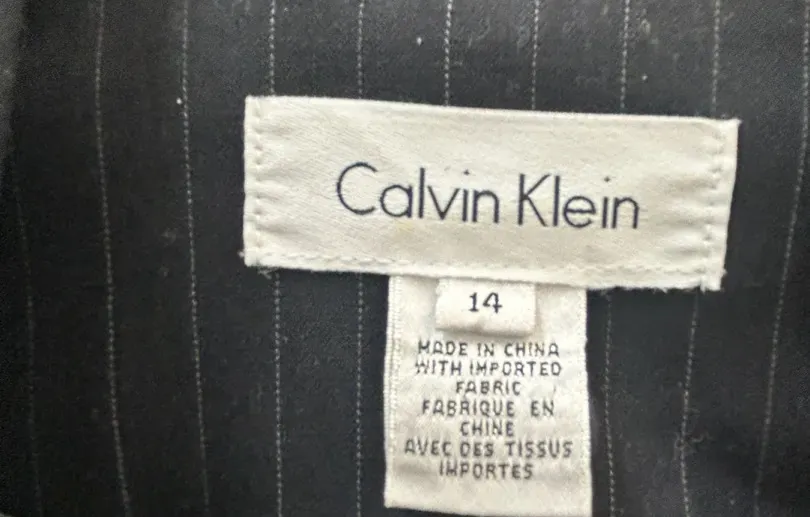 Calvin Klein
14
MADE IN CHINA
WITH IMPORTED
FABRIC
FABRIQUE EN
CHINE
AVEC DES TISSUS
IMPORTES